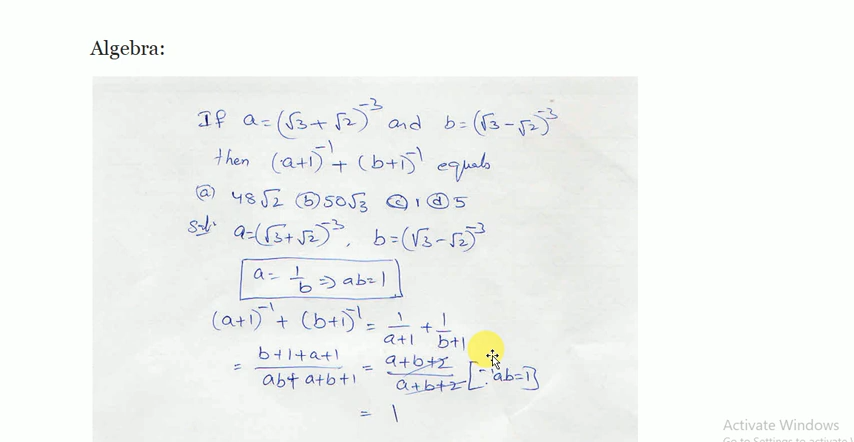 Algebra:
If a = (√3 + √2)⁻³ and b = (√3 - √2)⁻³
then (a+1)⁻¹ + (b+1)⁻¹ equals
(a) 48√2 (b) 50√3 (c) 1 (d) 5
Sol: a = (√3 + √2)⁻³, b = (√3 - √2)⁻³
a = 1/b ⇒ ab = 1
(a+1)⁻¹ + (b+1)⁻¹ = 1/(a+1) + 1/(b+1)
= (b+1+a+1)/(ab+a+b+1) = (a+b+2)/(a+b+2) [∵ ab=1]
= 1
Activate Windows